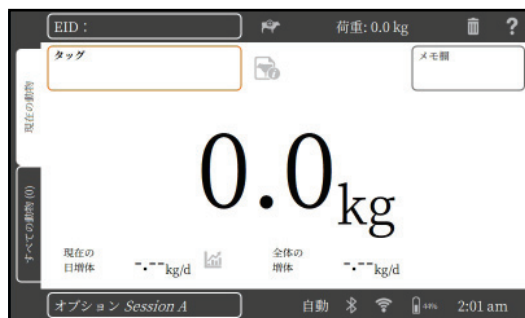 EID：
荷重: 0.0 kg
?
タッグ
メモ欄
現在の動物
すべての動物 (0)
0.0kg
現在の
日増体
-.--kg/d
全体の
増体
-.--kg/d
オプション Session A
自動
44%
2:01 am